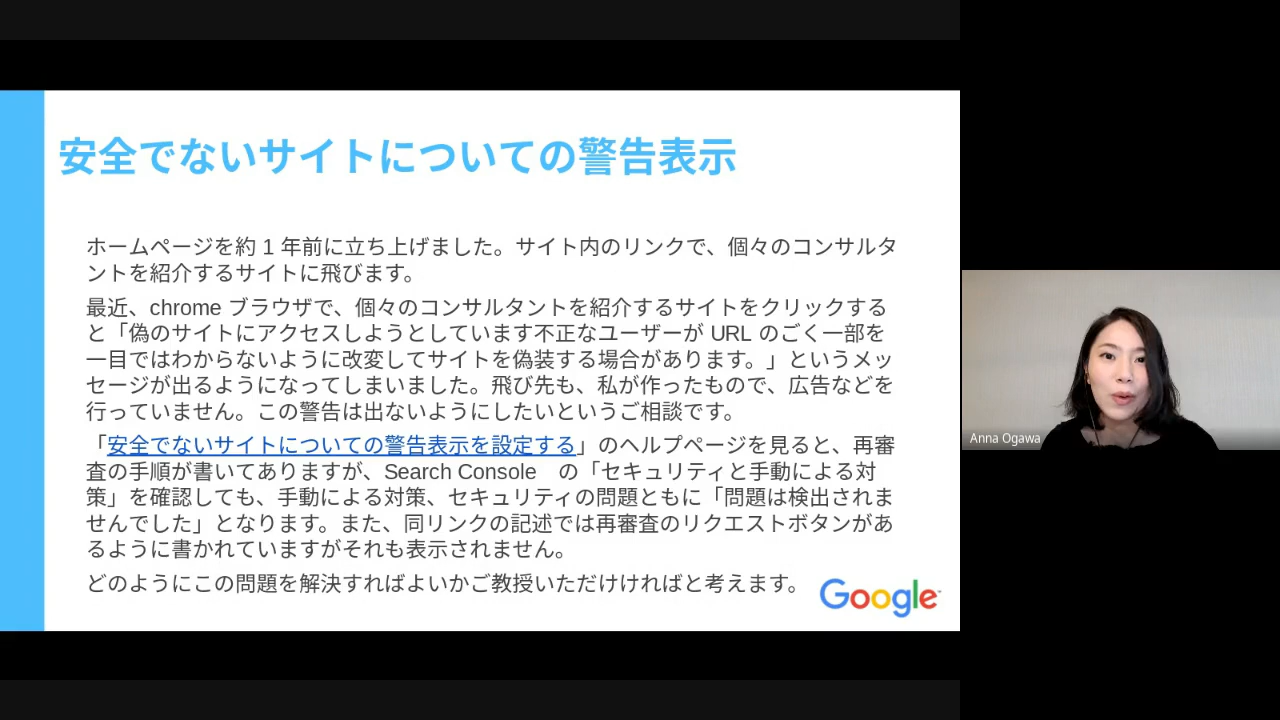 安全でないサイトについての警告表示
ホームページを約 1 年前に立ち上げました。サイト内のリンクで、個々のコンサルタ
ントを紹介するサイトに飛びます。
最近、chrome ブラウザで、個々のコンサルタントを紹介するサイトをクリックする
と「偽のサイトにアクセスしようとしています不正なユーザーが URL のごく一部を
一目ではわからないように改変してサイトを偽装する場合があります。」というメッ
セージが出るようになってしまいました。飛び先も、私が作ったもので、広告などを
行っていません。この警告は出ないようにしたいというご相談です。
「安全でないサイトについての警告表示を設定する」のヘルプページを見ると、再審
査の手順が書いてありますが、Search Console　の「セキュリティと手動による対
策」を確認しても、手動による対策、セキュリティの問題ともに「問題は検出されま
せんでした」となります。また、同リンクの記述では再審査のリクエストボタンがあ
るように書かれていますがそれも表示されません。
どのようにこの問題を解決すればよいかご教授いただけければと考えます。
Google
Anna Ogawa